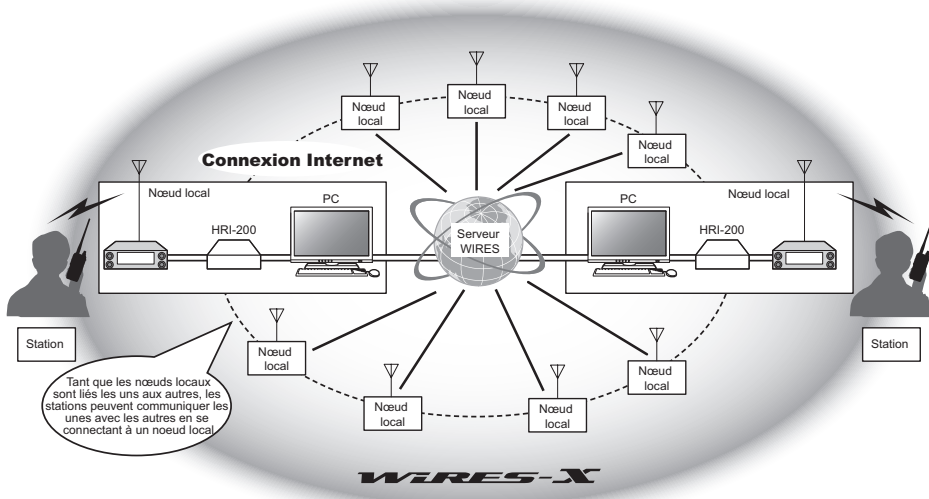 Nœud
local
Nœud
local
Nœud
local
Nœud
local
Connexion Internet
Nœud local
PC
HRI-200
Serveur
WIRES
Nœud local
PC
HRI-200
Station
Station
Nœud
local
Nœud
local
Nœud
local
Nœud
local
Tant que les nœuds locaux
sont liés les uns aux autres, les
stations peuvent communiquer les
unes avec les autres en se
connectant à un noeud local
WiRES-X